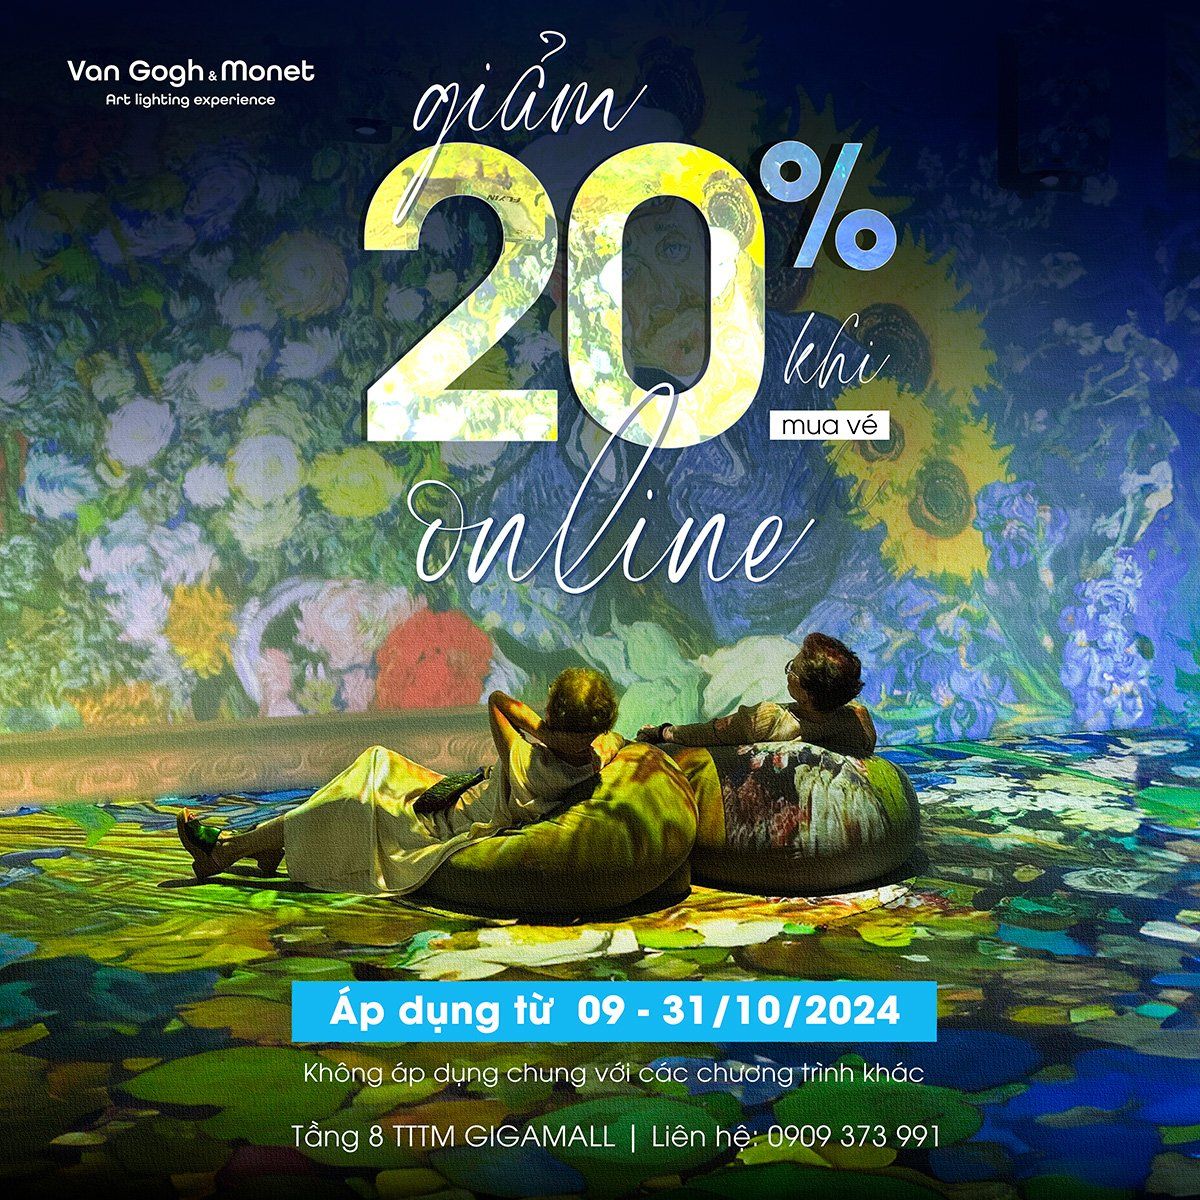 Van Gogh & Monet
Art lighting experience
giảm
20%
khi
mua vé
online
Áp dụng từ 09 - 31/10/2024
Không áp dụng chung với các chương trình khác
Tầng 8 TTTM GIGAMALL | Liên hệ: 0909 373 991